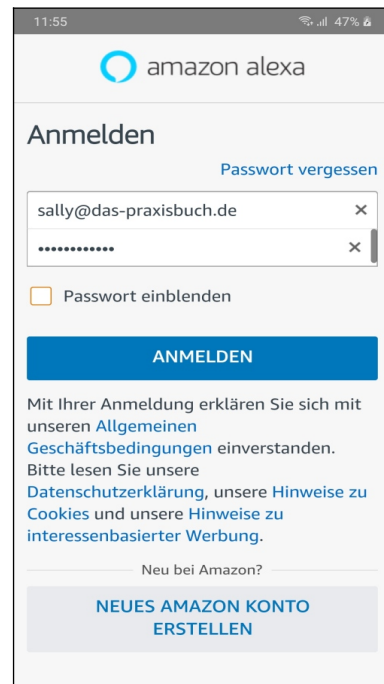 11:55 47%
amazon alexa
Anmelden
Passwort vergessen
sally@das-praxisbuch.de ×
•••••••••••• ×
Passwort einblenden
ANMELDEN
Mit Ihrer Anmeldung erklären Sie sich mit
unseren Allgemeinen
Geschäftsbedingungen einverstanden.
Bitte lesen Sie unsere
Datenschutzerklärung, unsere Hinweise zu
Cookies und unsere Hinweise zu
interessenbasierter Werbung.
Neu bei Amazon?
NEUES AMAZON KONTO
ERSTELLEN